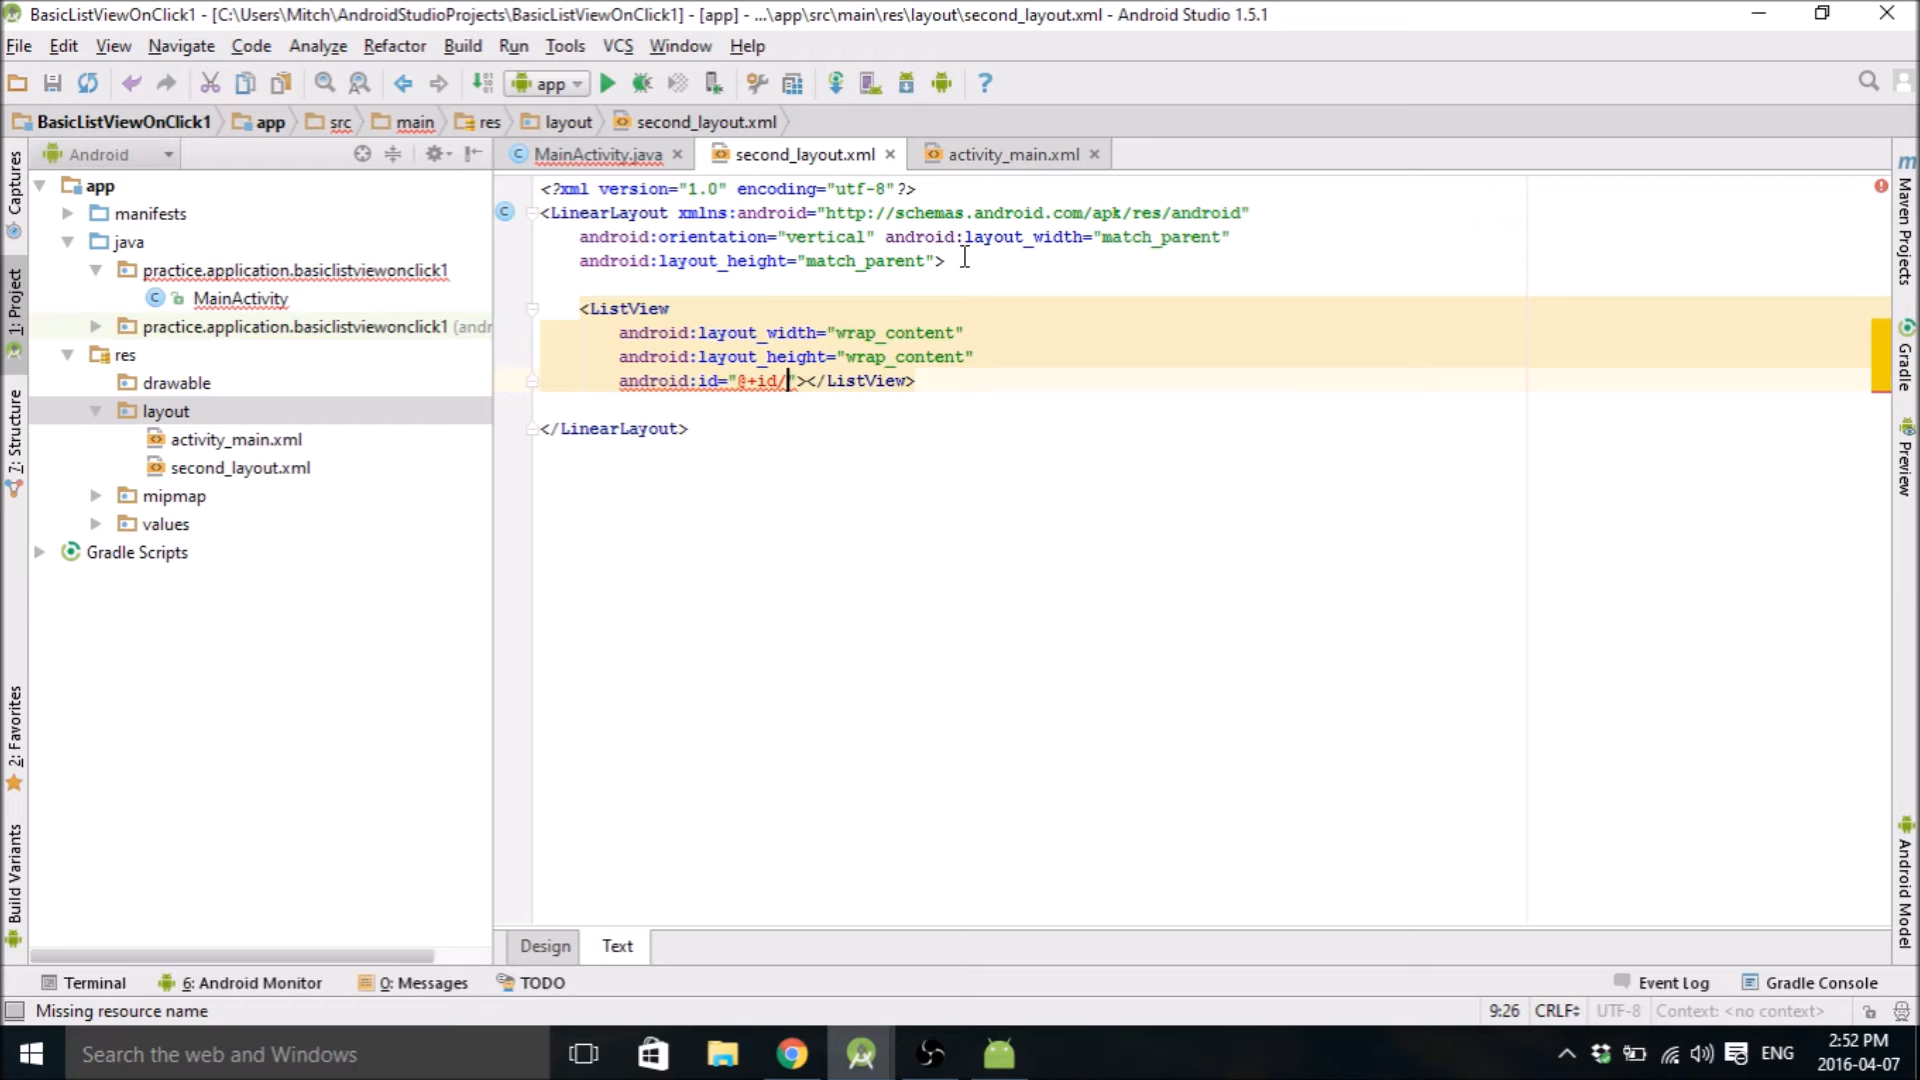 BasicListViewOnClick1 - [C:\Users\Mitch\AndroidStudioProjects\BasicListViewOnClick1] - [app] - ...\app\src\main\res\layout\second_layout.xml - Android Studio 1.5.1
File Edit View Navigate Code Analyze Refactor Build Run Tools VCS Window Help
app
BasicListViewOnClick1 app src main res layout second_layout.xml
Android
MainActivity.java second_layout.xml activity_main.xml
app
manifests
java
practice.application.basiclistviewonclick1
MainActivity
practice.application.basiclistviewonclick1 (andr
res
drawable
layout
activity_main.xml
second_layout.xml
mipmap
values
Gradle Scripts
<?xml version="1.0" encoding="utf-8"?>
<LinearLayout xmlns:android="http://schemas.android.com/apk/res/android"
android:orientation="vertical" android:layout_width="match_parent"
android:layout_height="match_parent">
<ListView
android:layout_width="wrap_content"
android:layout_height="wrap_content"
android:id="@+id/"></ListView>
</LinearLayout>
Captures
1: Project
7: Structure
2: Favorites
Build Variants
Maven Projects
Gradle
Preview
Android Model
Design Text
Terminal 6: Android Monitor 0: Messages TODO Event Log Gradle Console
Missing resource name 9:26 CRLF UTF-8 Context: <no context>
Search the web and Windows
ENG
2:52 PM
2016-04-07